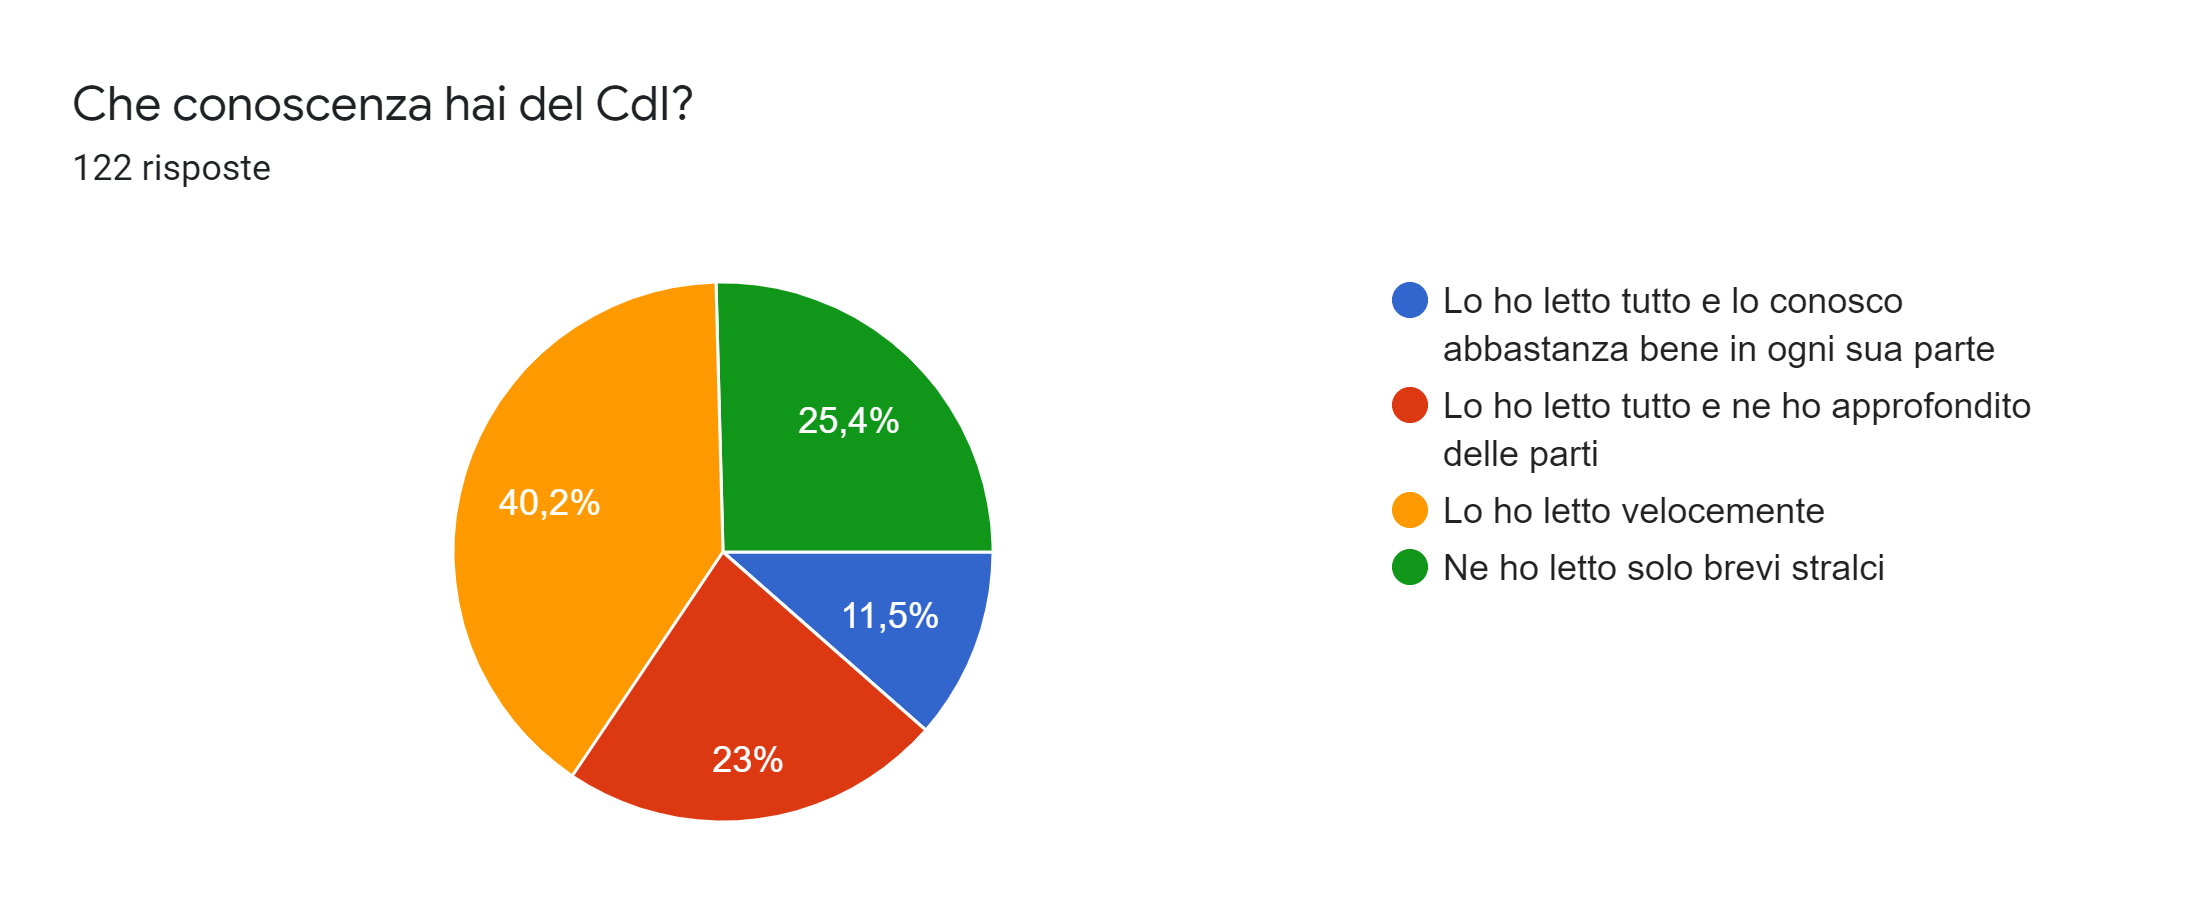 Che conoscenza hai del CdI?
122 risposte
25,4%
40,2%
11,5%
23%
Lo ho letto tutto e lo conosco
abbastanza bene in ogni sua parte
Lo ho letto tutto e ne ho approfondito
delle parti
Lo ho letto velocemente
Ne ho letto solo brevi stralci